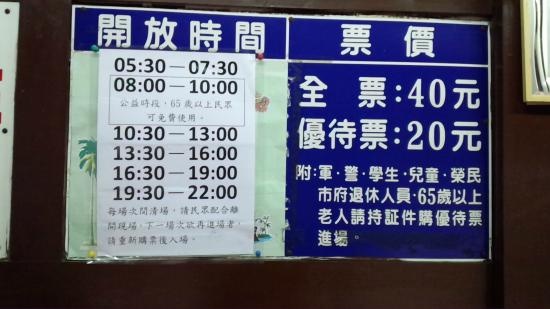 開放時間
05:30－07:30
08:00－10:00
公益時段，65歲以上民眾
可免費使用。
10:30－13:00
13:30－16:00
16:30－19:00
19:30－22:00
每場次間清場，請民眾配合離
開現場，下一場次欲再進場者，
請重新購票後入場。
票價
全 票:40元
優待票:20元
附:軍·警·學生·兒童·榮民
市府退休人員·65歲以上
老人請持証件購優待票
進場。